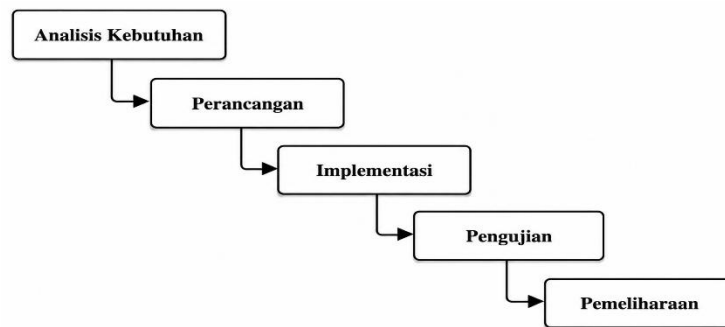 Analisis Kebutuhan
Perancangan
Implementasi
Pengujian
Pemeliharaan